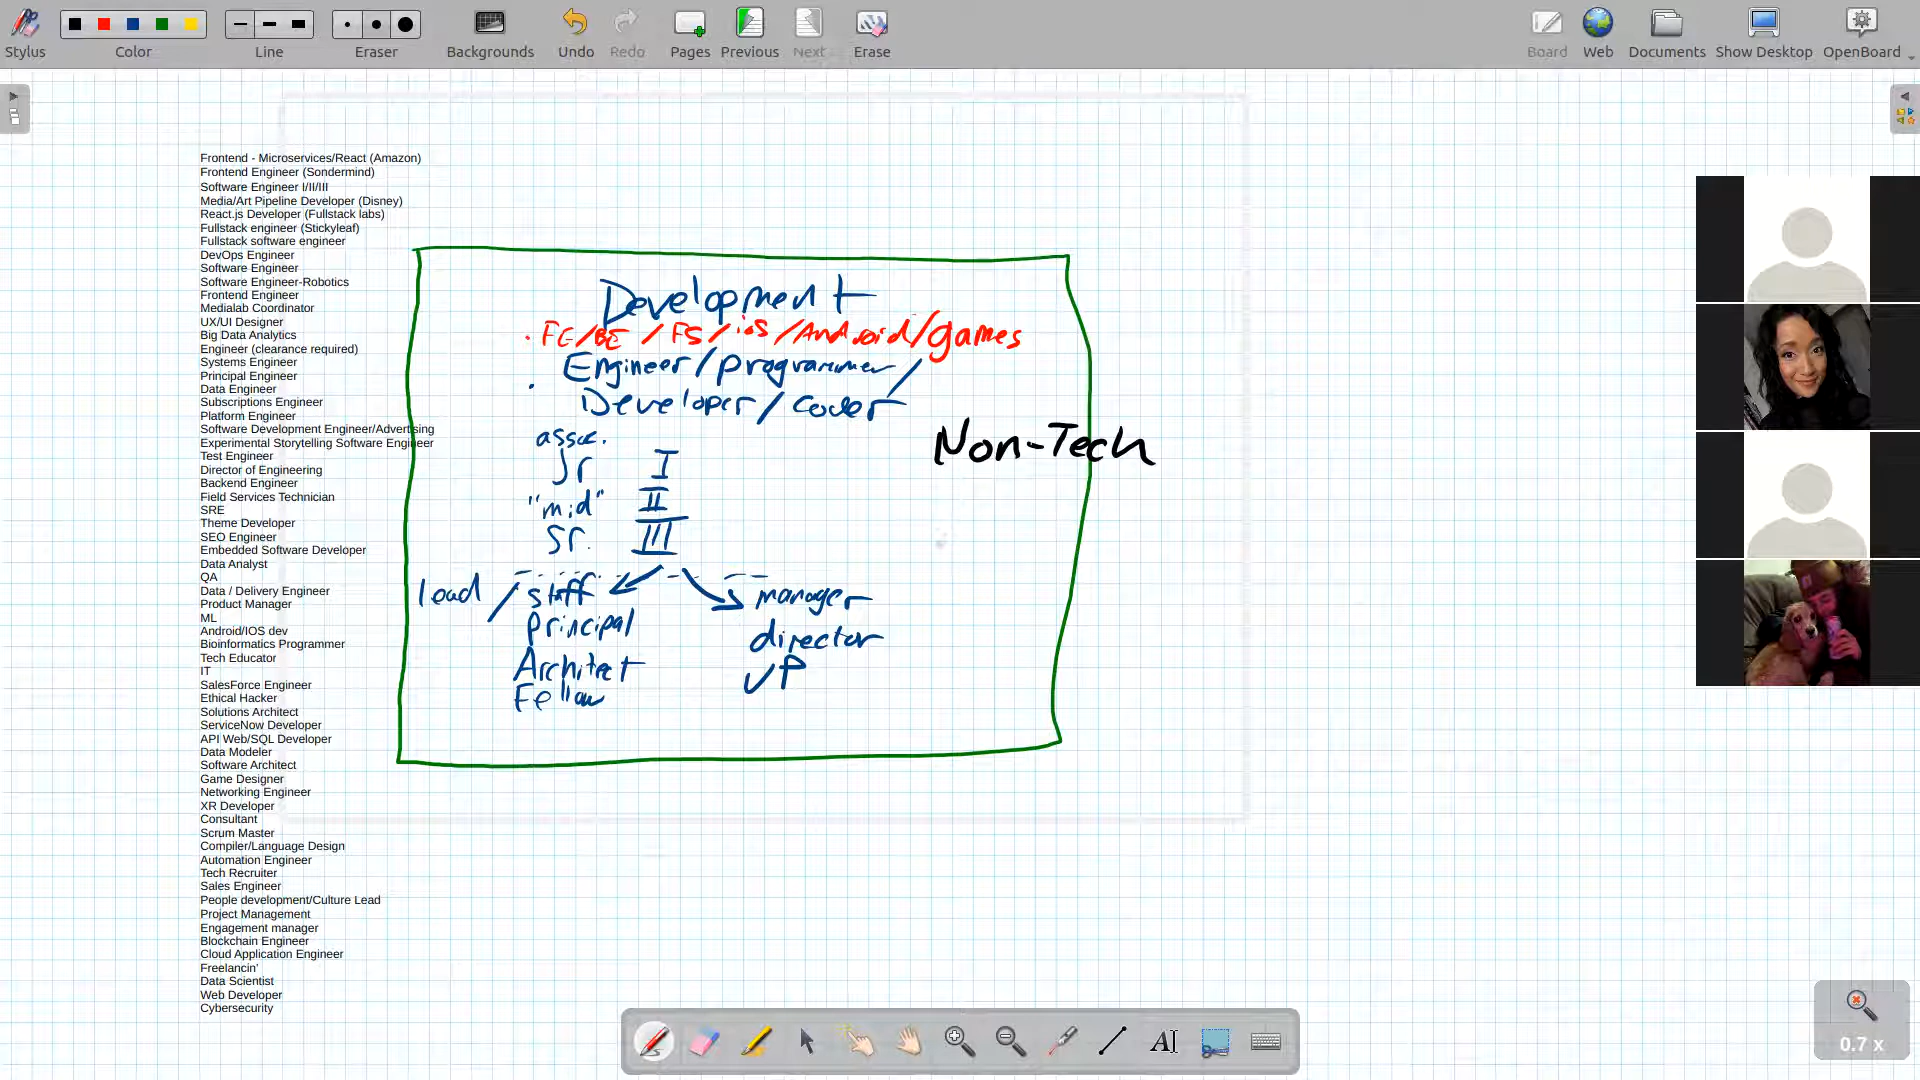 Stylus
Color
Line
Eraser
Backgrounds
Undo
Redo
Pages
Previous
Next
Erase
Board
Web
Documents
Show Desktop
OpenBoard
Frontend - Microservices/React (Amazon)
Frontend Engineer (Sondermind)
Software Engineer I/II/III
Media/Art Pipeline Developer (Disney)
React.js Developer (Fullstack labs)
Fullstack engineer (Stickyleaf)
Fullstack software engineer
DevOps Engineer
Software Engineer
Software Engineer-Robotics
Frontend Engineer
Medialab Coordinator
UX/UI Designer
Big Data Analytics
Engineer (clearance required)
Systems Engineer
Principal Engineer
Data Engineer
Subscriptions Engineer
Platform Engineer
Software Development Engineer/Advertising
Experimental Storytelling Software Engineer
Test Engineer
Director of Engineering
Backend Engineer
Field Services Technician
SRE
Theme Developer
SEO Engineer
Embedded Software Developer
Data Analyst
QA
Data / Delivery Engineer
Product Manager
ML
Android/IOS dev
Bioinformatics Programmer
Tech Educator
IT
SalesForce Engineer
Ethical Hacker
Solutions Architect
ServiceNow Developer
API Web/SQL Developer
Data Modeler
Software Architect
Game Designer
Networking Engineer
XR Developer
Consultant
Scrum Master
Compiler/Language Design
Automation Engineer
Tech Recruiter
Sales Engineer
People development/Culture Lead
Project Management
Engagement manager
Blockchain Engineer
Cloud Application Engineer
Freelancin'
Data Scientist
Web Developer
Cybersecurity
Development
· FE/BE/FS/iOS/Android/games
· Engineer/programmer/
Developer/coder
Non-Tech
assoc.
Jr I
"mid" II
Sr. III
lead / staff manager
Principal director
Architect VP
Fellow
0.7 x